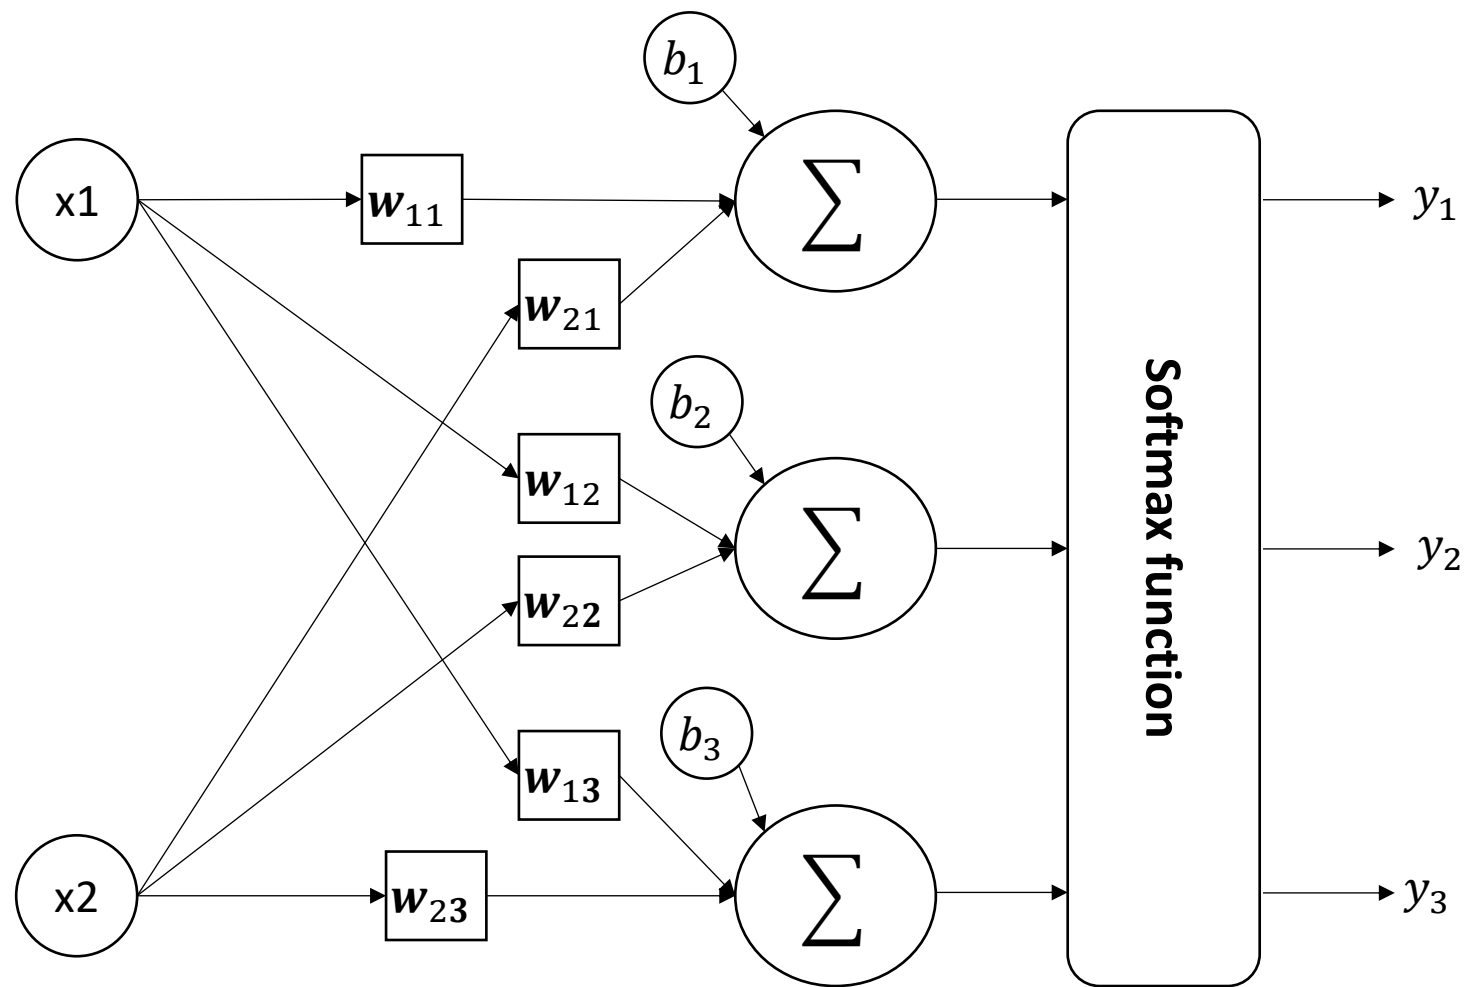 b₁
x1
w₁₁
∑
y₁
w₂₁
b₂
w₁₂
∑
y₂
w₂₂
Softmax function
b₃
w₁₃
x2
w₂₃
∑
y₃